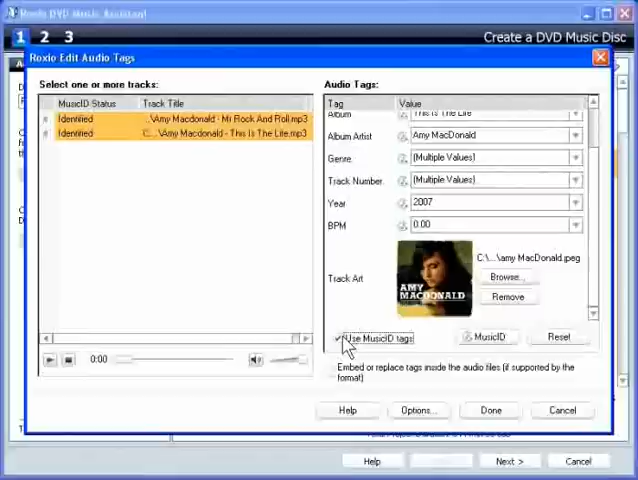 Roxio DVD Music Assistant
1 2 3
Create a DVD Music Disc
Roxio Edit Audio Tags
Select one or more tracks:
MusicID Status Track Title
Identified ...\Amy Macdonald - Mr Rock And Roll.mp3
Identified C:...\Amy Macdonald - This Is The Life.mp3
0:00
Audio Tags:
Tag Value
Album This Is The Life
Album Artist Amy MacDonald
Genre (Multiple Values)
Track Number (Multiple Values)
Year 2007
BPM 0.00
Track Art
AMY
MACDONALD
C:\...\amy MacDonald.jpeg
Browse...
Remove
Use MusicID tags
MusicID
Reset
Embed or replace tags inside the audio files (if supported by the
format)
Help Options... Done Cancel
Help Next > Cancel